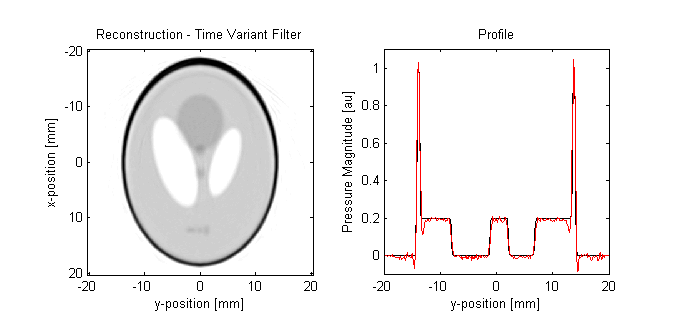 Reconstruction - Time Variant Filter
x-position [mm]
-20
-10
0
10
20
-20 -10 0 10 20
y-position [mm]
Profile
Pressure Magnitude [au]
1
0.8
0.6
0.4
0.2
0
-20 -10 0 10 20
y-position [mm]